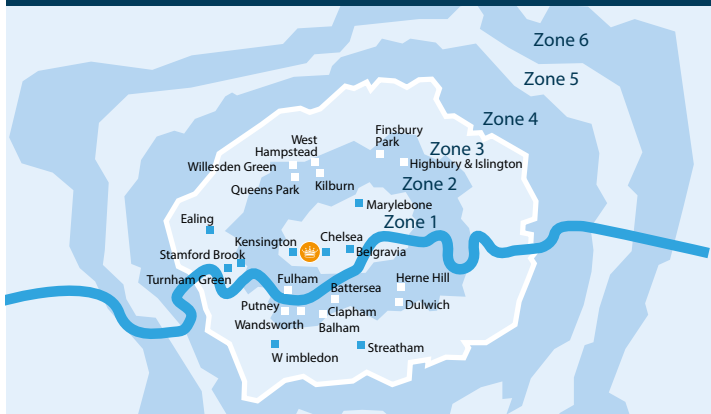 Zone 6
Zone 5
Zone 4
Finsbury
Park
Zone 3
West
Hampstead
Highbury & Islington
Willesden Green
Kilburn
Queens Park
Zone 2
Marylebone
Ealing
Zone 1
Kensington
Chelsea
Belgravia
Stamford Brook
Turnham Green
Fulham
Herne Hill
Battersea
Putney
Dulwich
Clapham
Wandsworth
Balham
W imbledon
Streatham